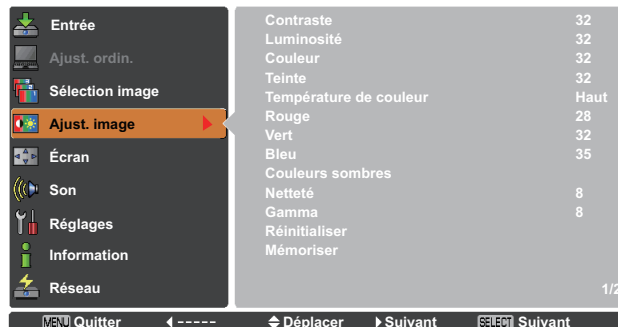 Entrée
Ajust. ordin.
Sélection image
Ajust. image
Écran
Son
Réglages
Information
Réseau
Contraste 32
Luminosité 32
Couleur 32
Teinte 32
Température de couleur Haut
Rouge 28
Vert 32
Bleu 35
Couleurs sombres
Netteté 8
Gamma 8
Réinitialiser
Mémoriser
1/2
MENU Quitter ----- Déplacer Suivant SELECT Suivant